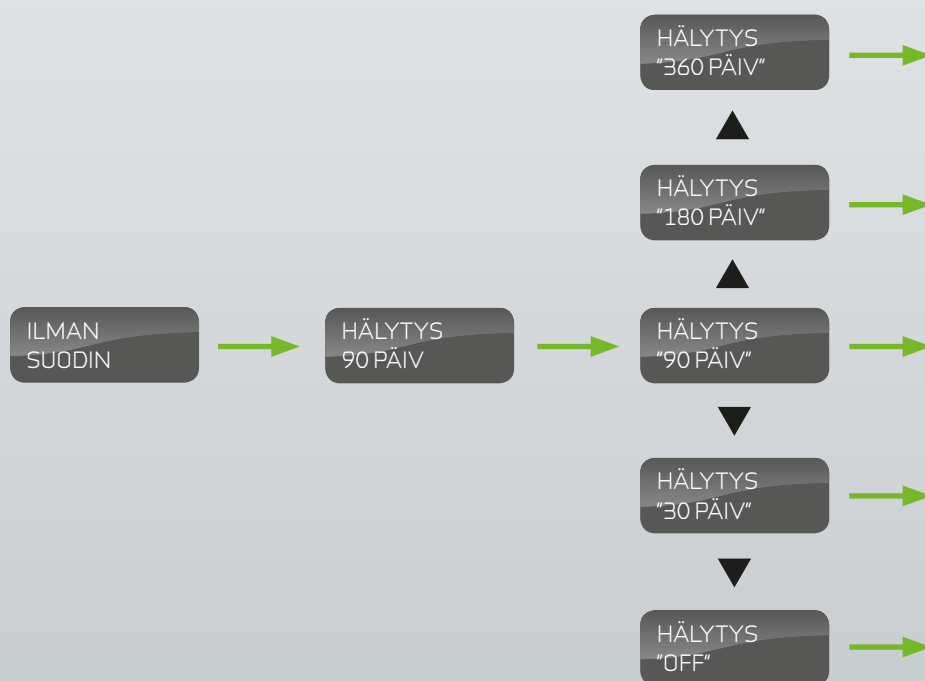 HÄLYTYS
"360 PÄIV"
HÄLYTYS
"180 PÄIV"
ILMAN
SUODIN
HÄLYTYS
90 PÄIV
HÄLYTYS
"90 PÄIV"
HÄLYTYS
"30 PÄIV"
HÄLYTYS
"OFF"